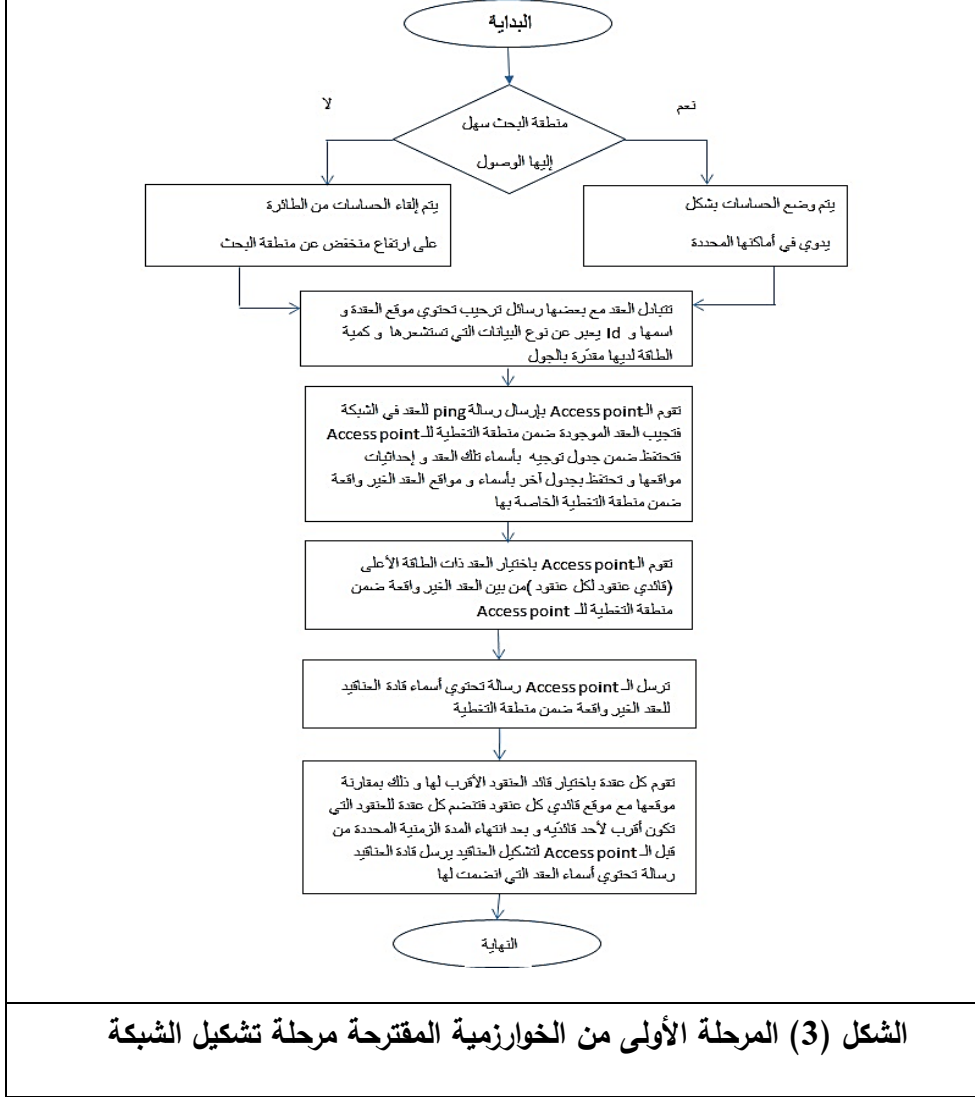 البداية
نعم
لا
منطقة البحث سهل
إليها الوصول
يتم وضع الحساسات بشكل
يدوي في أماكنها المحددة
يتم إلقاء الحساسات من الطائرة
على ارتفاع منخفض عن منطقة البحث
تتبادل العقد مع بعضها رسائل ترحيب تحتوي موقع العقدة و
اسمها و Id يعبر عن نوع البيانات التي تستشعرها و كمية
الطاقة لديها مقدّرة بالجول
تقوم الـAccess point بإرسال رسالة ping للعقد في الشبكة
فتجيب العقد الموجودة ضمن منطقة التغطية للـAccess point
فتحتفظ ضمن جدول توجيه بأسماء تلك العقد و إحداثيات
مواقعها و تحتفظ بجدول آخر بأسماء و مواقع العقد الغير واقعة
ضمن منطقة التغطية الخاصة بها
تقوم الـAccess point باختيار العقد ذات الطاقة الأعلى
(قائدي عنقود لكل عنقود )من بين العقد الغير واقعة ضمن
منطقة التغطية للـ Access point
ترسل الـ Access point رسالة تحتوي أسماء قادة العناقيد
للعقد الغير واقعة ضمن منطقة التغطية
تقوم كل عقدة باختيار قائد العنقود الأقرب لها و ذلك بمقارنة
موقعها مع موقع قائدي كل عنقود فتنضم كل عقدة للعنقود التي
تكون أقرب لأحد قائدَيه و بعد انتهاء المدة الزمنية المحددة من
قبل الـ Access point لتشكيل العناقيد يرسل قادة العناقيد
رسالة تحتوي أسماء العقد التي انضمت لها
النهاية
الشكل (3) المرحلة الأولى من الخوارزمية المقترحة مرحلة تشكيل الشبكة